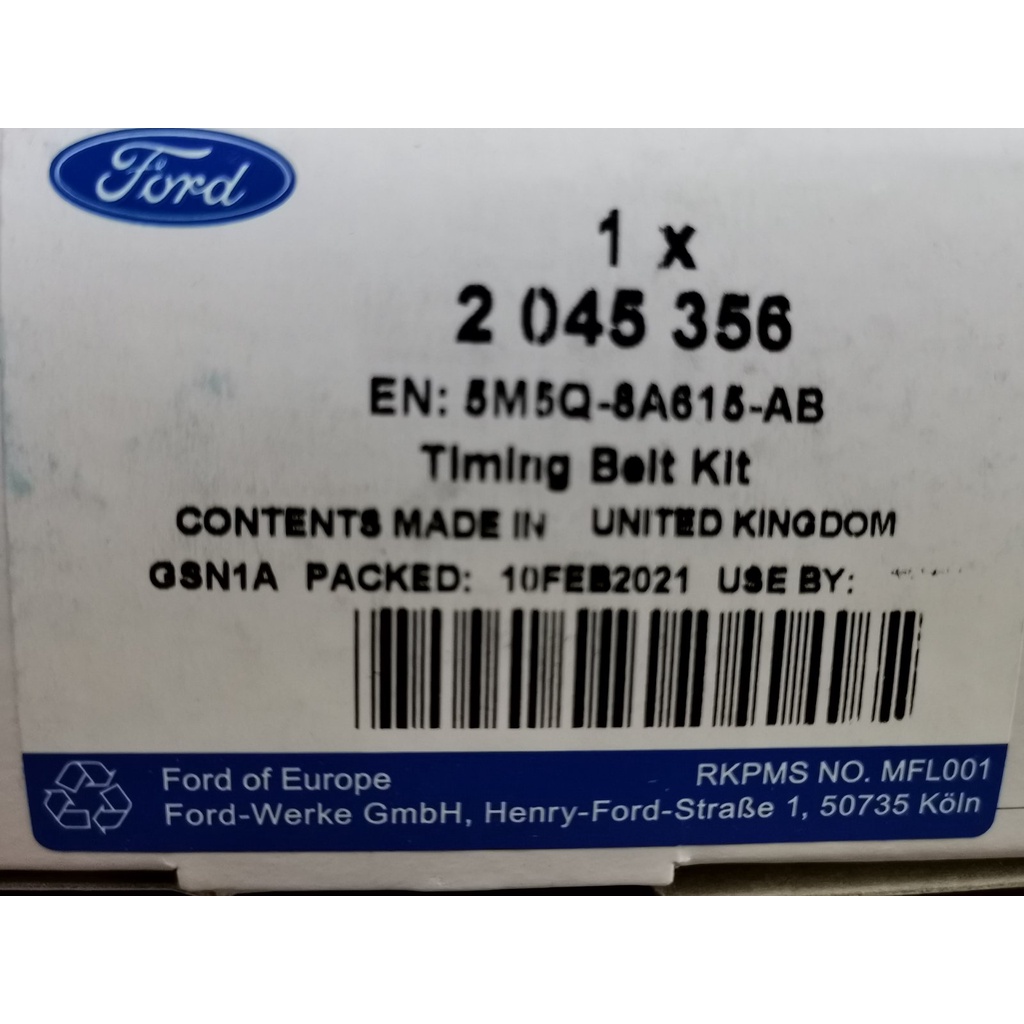 Ford
1 x
2 045 356
EN: 5M5Q-8A615-AB
Timing Belt Kit
CONTENTS MADE IN UNITED KINGDOM
GSN1A PACKED: 10FEB2021 USE BY:
Ford of Europe
RKPMS NO. MFL001
Ford-Werke GmbH, Henry-Ford-Straße 1, 50735 Köln